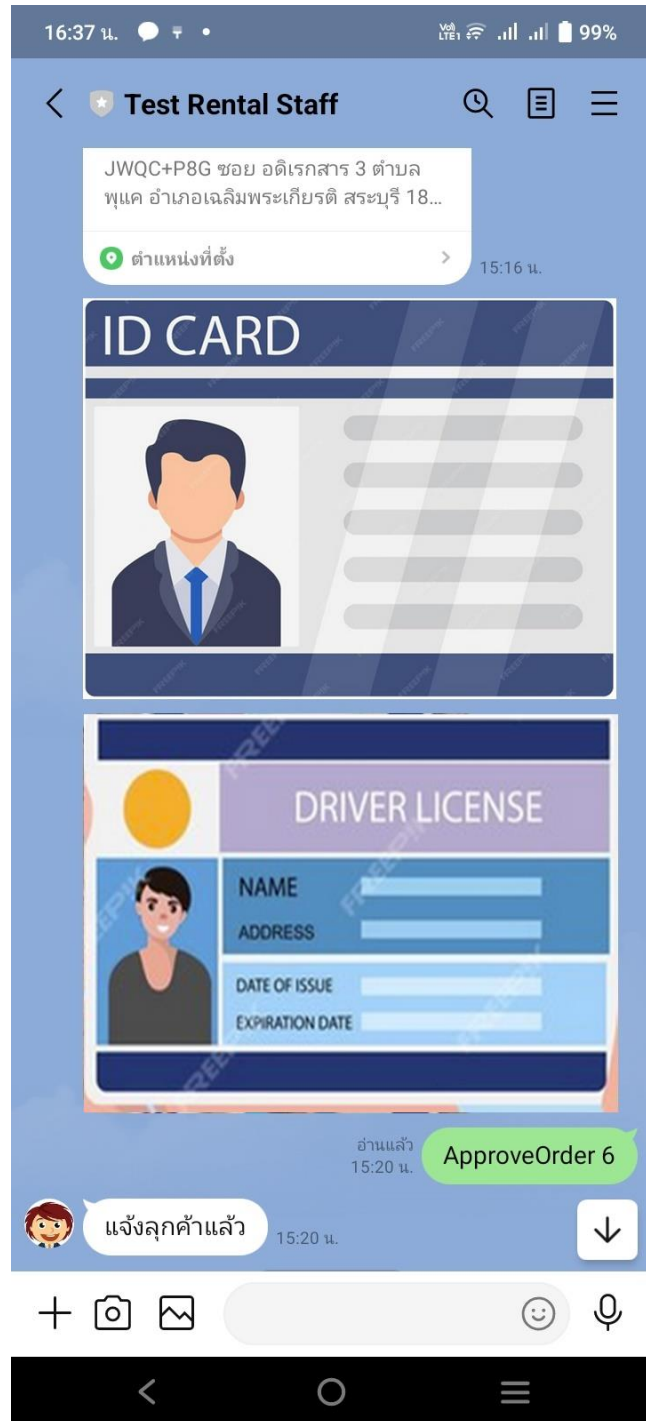 16:37 น.
Vo) LTE1
99%
Test Rental Staff
JWQC+P8G ซอย อดิเรกสาร 3 ตำบล
พุแค อำเภอเฉลิมพระเกียรติ สระบุรี 18...
ตำแหน่งที่ตั้ง
15:16 น.
ID CARD
FREEPIK
DRIVER LICENSE
NAME
ADDRESS
DATE OF ISSUE
EXPIRATION DATE
FREEPIK
อ่านแล้ว
15:20 น.
ApproveOrder 6
แจ้งลุกค้าแล้ว
15:20 น.